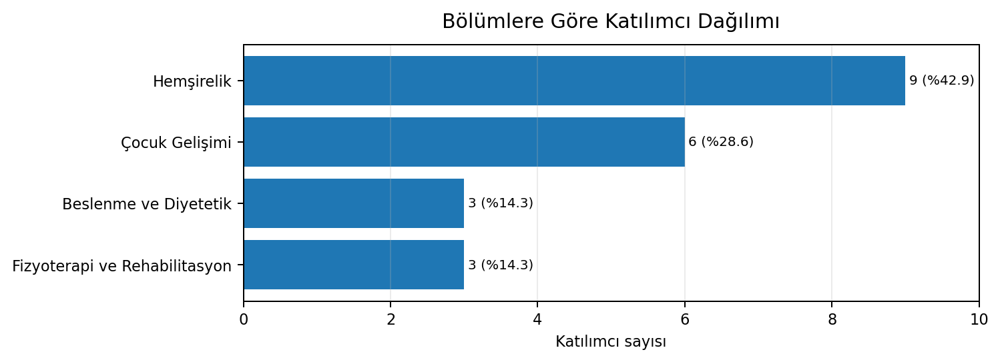 Bölümlere Göre Katılımcı Dağılımı
Hemşirelik
9 (%42.9)
Çocuk Gelişimi
6 (%28.6)
Beslenme ve Diyetetik
3 (%14.3)
Fizyoterapi ve Rehabilitasyon
3 (%14.3)
0 2 4 6 8 10
Katılımcı sayısı